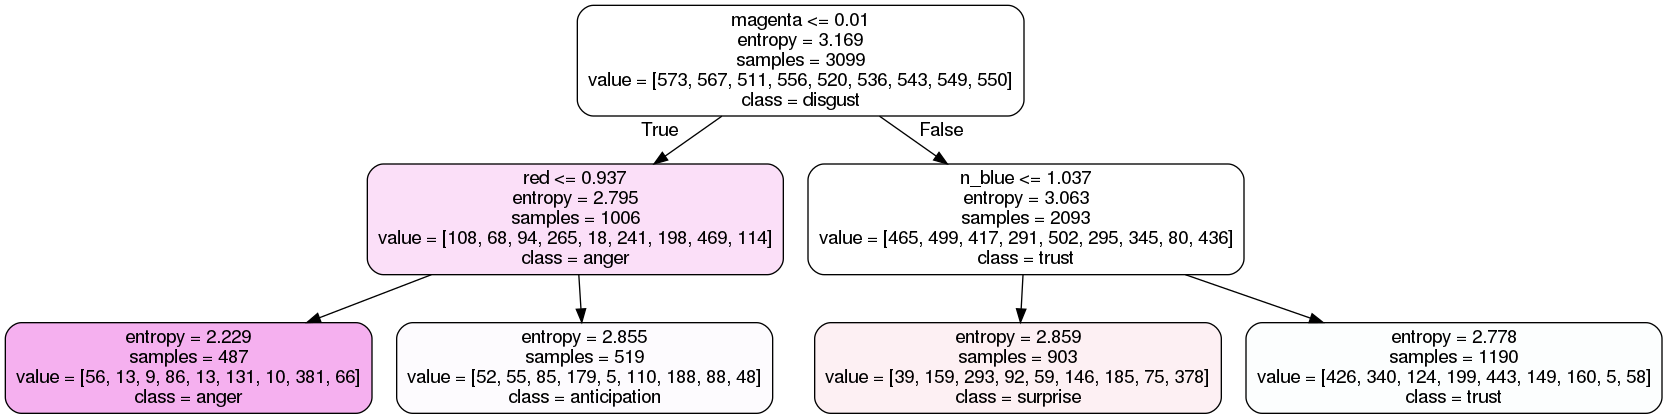 magenta <= 0.01
entropy = 3.169
samples = 3099
value = [573, 567, 511, 556, 520, 536, 543, 549, 550]
class = disgust
True
False
red <= 0.937
entropy = 2.795
samples = 1006
value = [108, 68, 94, 265, 18, 241, 198, 469, 114]
class = anger
n_blue <= 1.037
entropy = 3.063
samples = 2093
value = [465, 499, 417, 291, 502, 295, 345, 80, 436]
class = trust
entropy = 2.229
samples = 487
value = [56, 13, 9, 86, 13, 131, 10, 381, 66]
class = anger
entropy = 2.855
samples = 519
value = [52, 55, 85, 179, 5, 110, 188, 88, 48]
class = anticipation
entropy = 2.859
samples = 903
value = [39, 159, 293, 92, 59, 146, 185, 75, 378]
class = surprise
entropy = 2.778
samples = 1190
value = [426, 340, 124, 199, 443, 149, 160, 5, 58]
class = trust